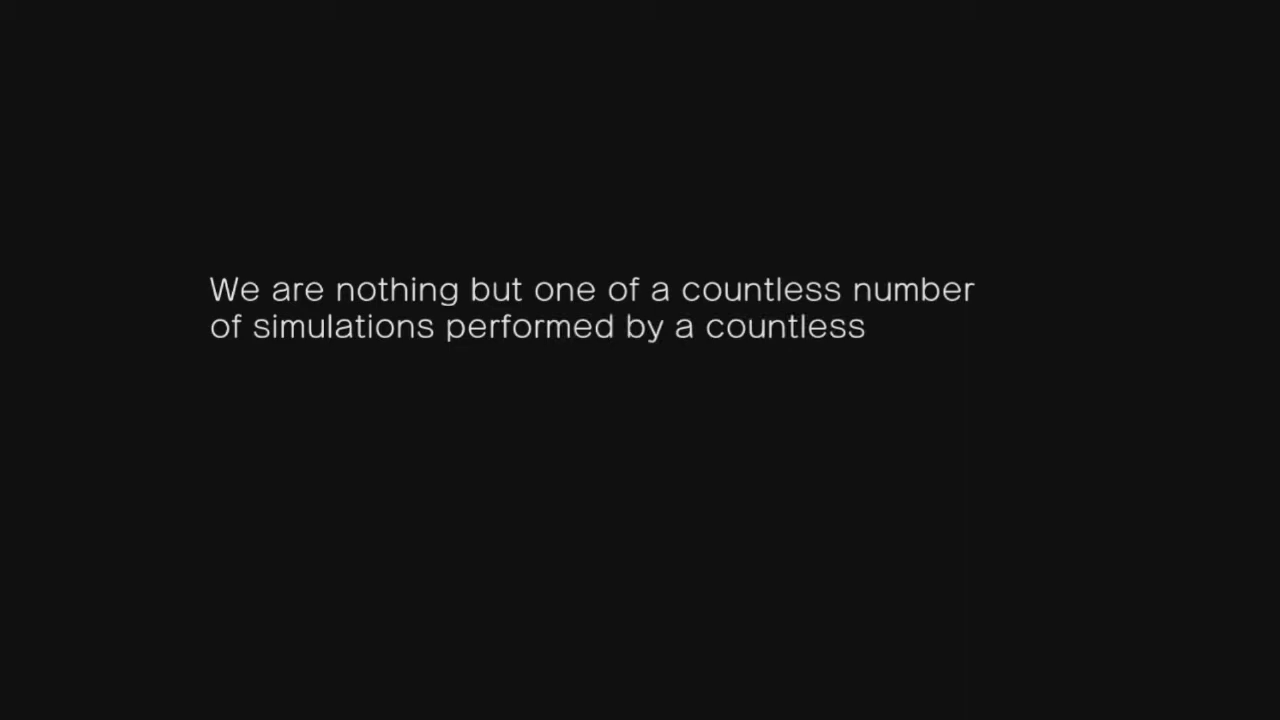 We are nothing but one of a countless number
of simulations performed by a countless